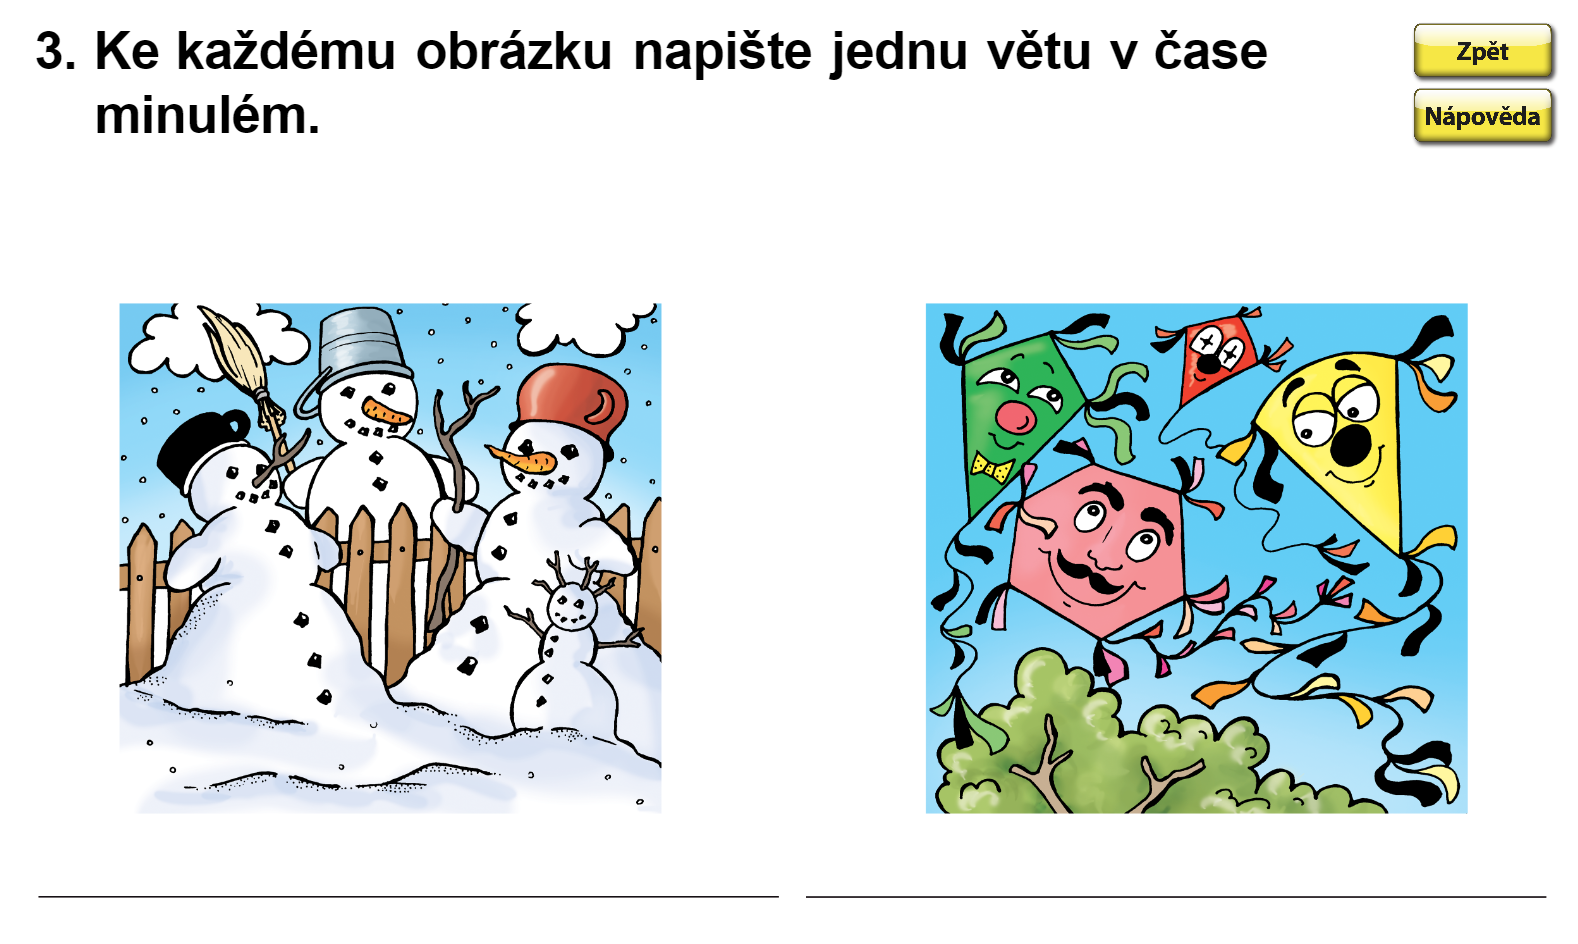 3. Ke každému obrázku napište jednu větu v čase
minulém.
Zpět
Nápověda